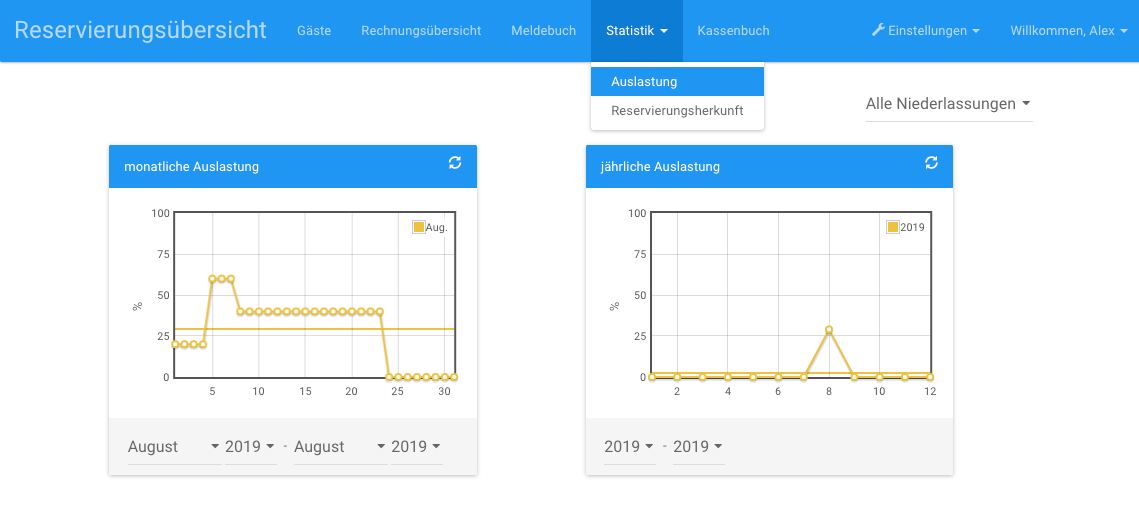 Reservierungsübersicht Gäste Rechnungsübersicht Meldebuch Statistik Kassenbuch Einstellungen Willkommen, Alex
Auslastung
Reservierungsherkunft
Alle Niederlassungen
monatliche Auslastung
100
75
50
25
0
%
Aug.
5 10 15 20 25 30
August 2019 - August 2019
jährliche Auslastung
100
75
50
25
0
%
2019
2 4 6 8 10 12
2019 - 2019